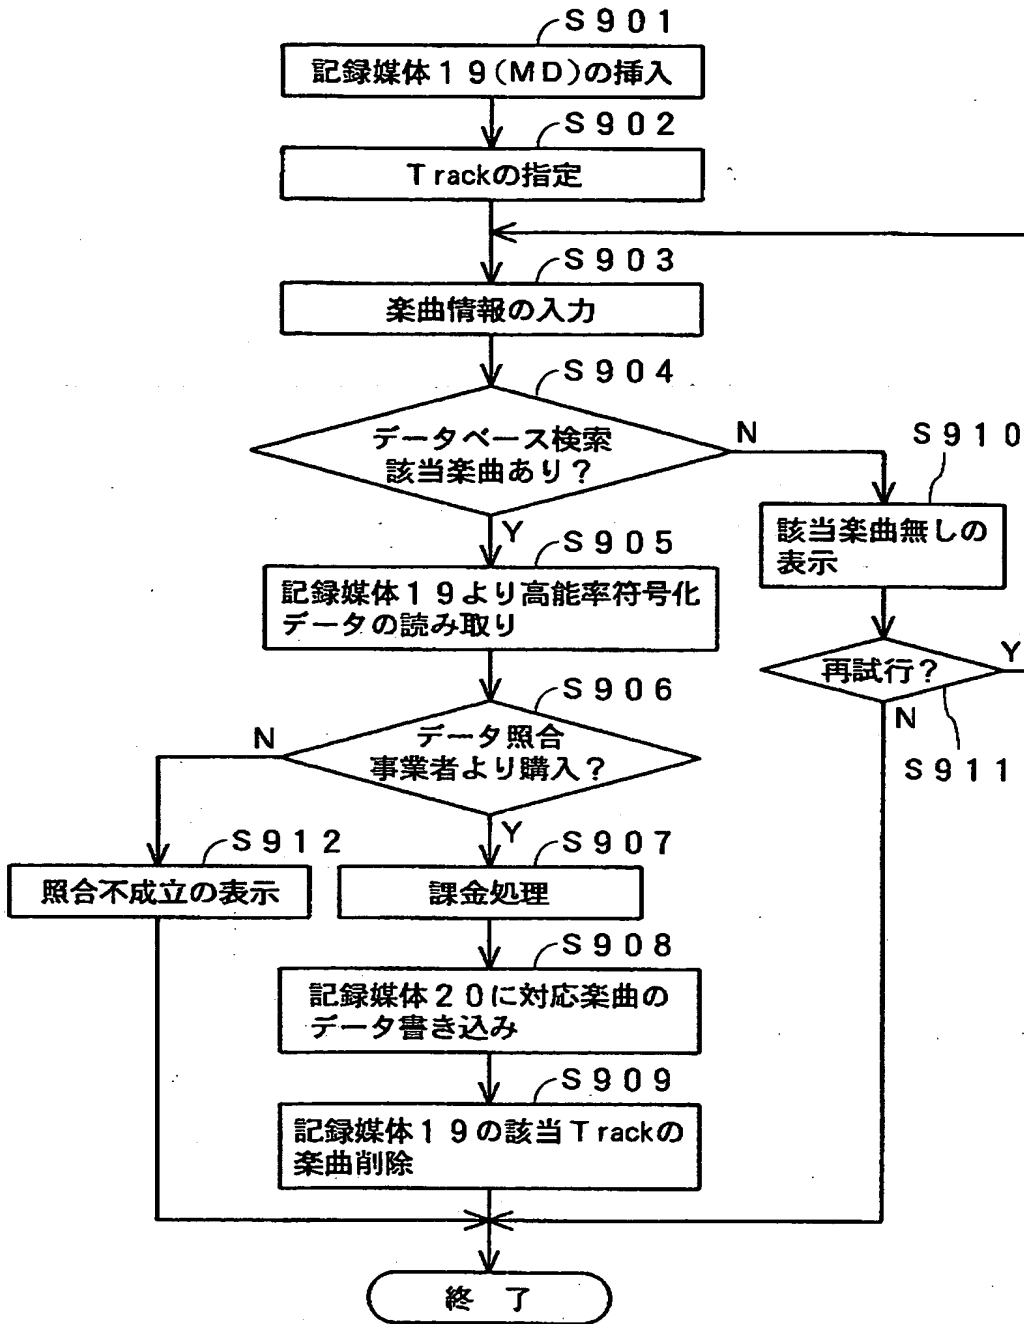 S901
記録媒体19(MD)の挿入
S902
Trackの指定
S903
楽曲情報の入力
S904
データベース検索
該当楽曲あり?
N
Y
S910
該当楽曲無しの
表示
S905
記録媒体19より高能率符号化
データの読み取り
再試行?
Y
N
S911
S906
データ照合
事業者より購入?
N
Y
S912
照合不成立の表示
S907
課金処理
S908
記録媒体20に対応楽曲の
データ書き込み
S909
記録媒体19の該当Trackの
楽曲削除
終 了